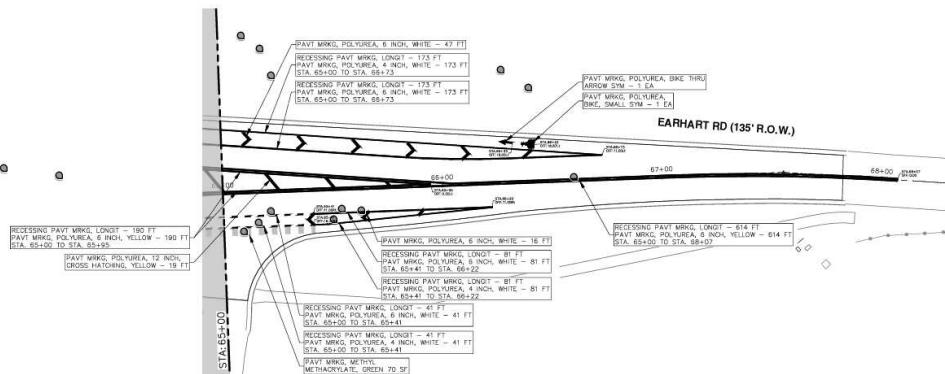 PAVT MRKG, POLYUREA, 6 INCH, WHITE - 47 FT
RECESSING PAVT MRKG, LONGIT - 173 FT
PAVT MRKG, POLYUREA, 4 INCH, WHITE - 173 FT
STA. 65+00 TO STA. 66+73
RECESSING PAVT MRKG, LONGIT - 173 FT
PAVT MRKG, POLYUREA, 6 INCH, WHITE - 173 FT
STA. 65+00 TO STA. 66+73
PAVT MRKG, POLYUREA, BIKE THRU
ARROW SYM - 1 EA
PAVT MRKG, POLYUREA,
BIKE, SMALL SYM - 1 EA
EARHART RD (135' R.O.W.)
66+00
67+00
68+00
RECESSING PAVT MRKG, LONGIT - 190 FT
PAVT MRKG, POLYUREA, 6 INCH, YELLOW - 190 FT
STA. 65+00 TO STA. 65+95
PAVT MRKG, POLYUREA, 12 INCH,
CROSS HATCHING, YELLOW - 19 FT
RECESSING PAVT MRKG, LONGIT - 614 FT
PAVT MRKG, POLYUREA, 6 INCH, YELLOW - 614 FT
STA. 65+00 TO STA. 68+07
PAVT MRKG, POLYUREA, 6 INCH, WHITE - 16 FT
RECESSING PAVT MRKG, LONGIT - 81 FT
PAVT MRKG, POLYUREA, 6 INCH, WHITE - 81 FT
STA. 65+41 TO STA. 66+22
RECESSING PAVT MRKG, LONGIT - 81 FT
PAVT MRKG, POLYUREA, 4 INCH, WHITE - 81 FT
STA. 65+41 TO STA. 66+22
RECESSING PAVT MRKG, LONGIT - 41 FT
PAVT MRKG, POLYUREA, 6 INCH, WHITE - 41 FT
STA. 65+00 TO STA. 65+41
RECESSING PAVT MRKG, LONGIT - 41 FT
PAVT MRKG, POLYUREA, 4 INCH, WHITE - 41 FT
STA. 65+00 TO STA. 65+41
PAVT MRKG, METHYL
METHACRYLATE, GREEN 70 SF
STA: 65+00